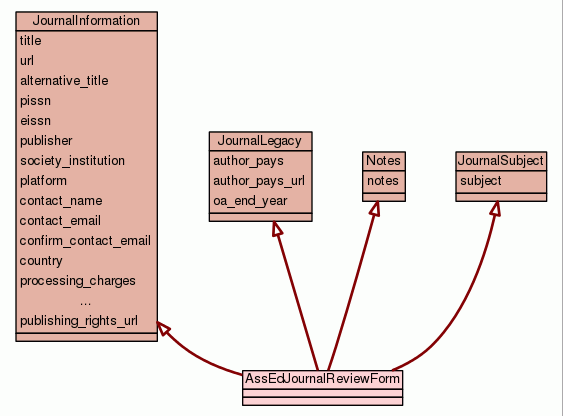 JournalInformation
title
url
alternative_title
pissn
eissn
publisher
society_institution
platform
contact_name
contact_email
confirm_contact_email
country
processing_charges
...
publishing_rights_url
JournalLegacy
author_pays
author_pays_url
oa_end_year
Notes
notes
JournalSubject
subject
AssEdJournalReviewForm